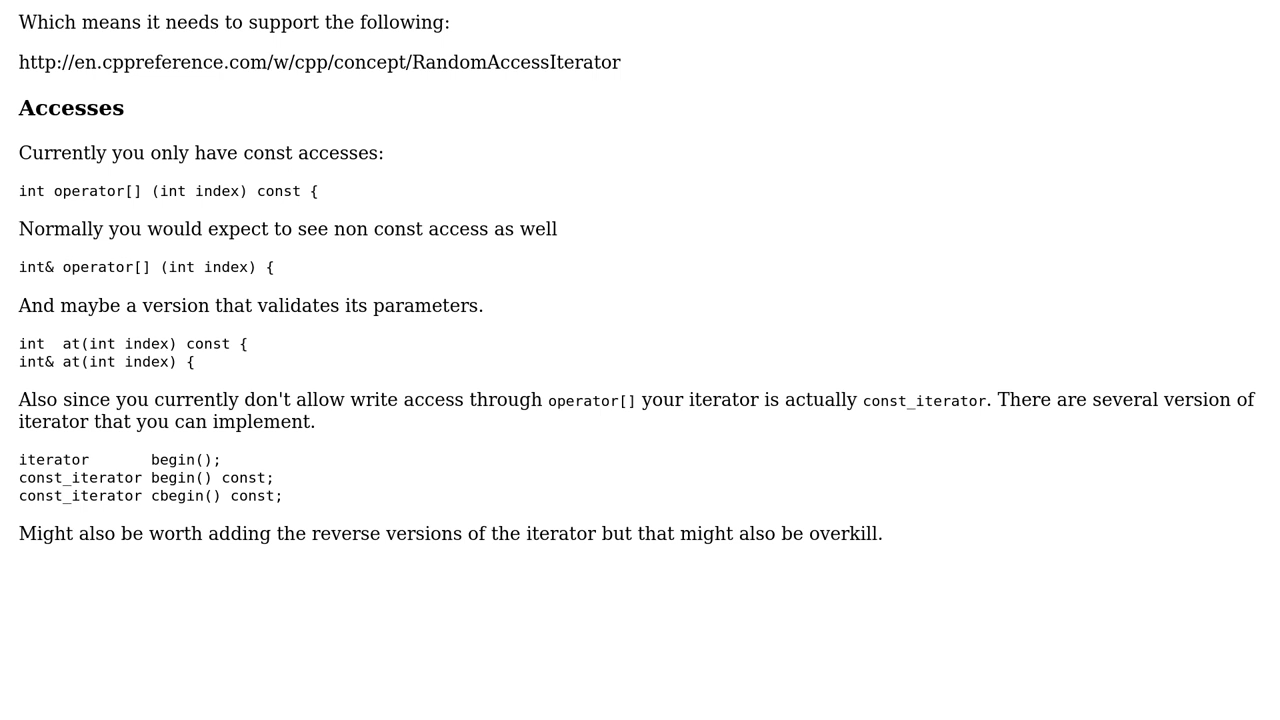 Which means it needs to support the following:
http://en.cppreference.com/w/cpp/concept/RandomAccessIterator
Accesses
Currently you only have const accesses:
int operator[] (int index) const {
Normally you would expect to see non const access as well
int& operator[] (int index) {
And maybe a version that validates its parameters.
int  at(int index) const {
int& at(int index) {
Also since you currently don't allow write access through operator[] your iterator is actually const_iterator. There are several version of
iterator that you can implement.
iterator       begin();
const_iterator begin() const;
const_iterator cbegin() const;
Might also be worth adding the reverse versions of the iterator but that might also be overkill.